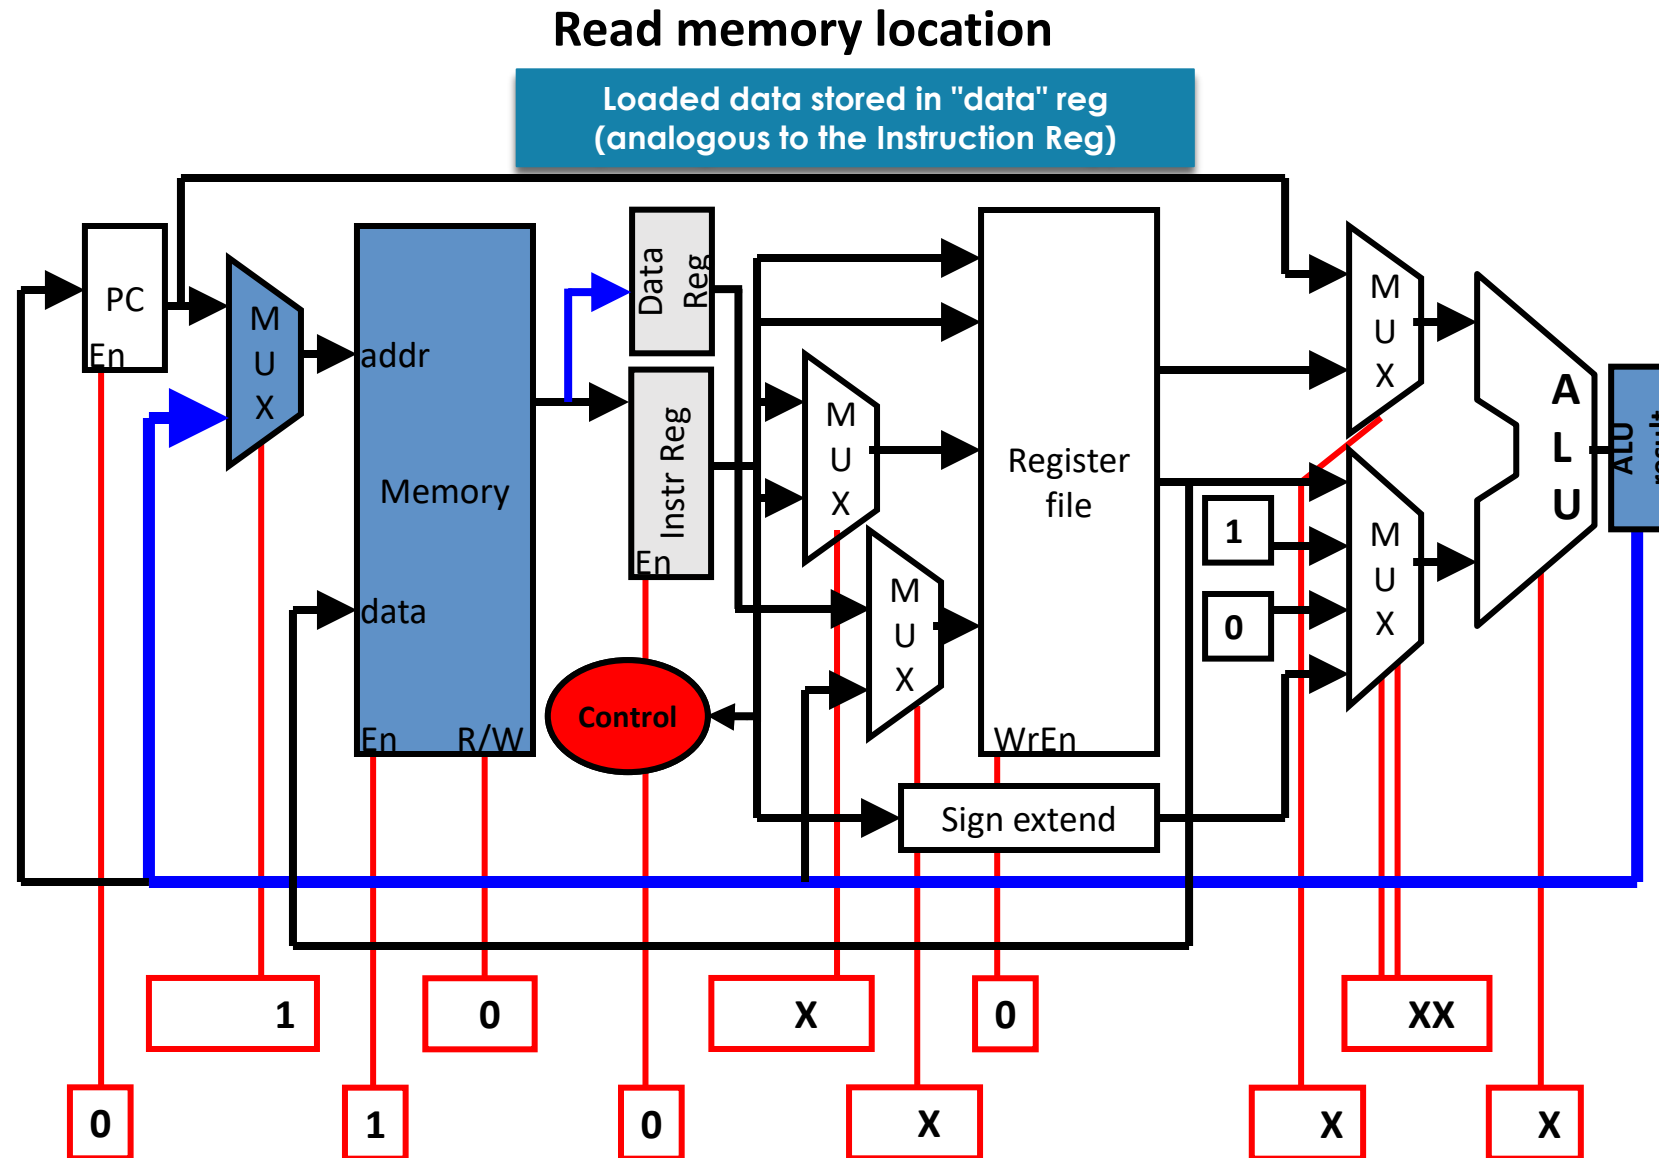 Read memory location
Loaded data stored in "data" reg
(analogous to the Instruction Reg)
PC
En
M
U
X
addr
Memory
data
En
R/W
Data
Reg
Instr Reg
En
Control
M
U
X
M
U
X
Register
file
WrEn
Sign extend
1
0
M
U
X
M
U
X
A
L
U
ALU
result
1
0
X
0
XX
0
1
0
X
X
X